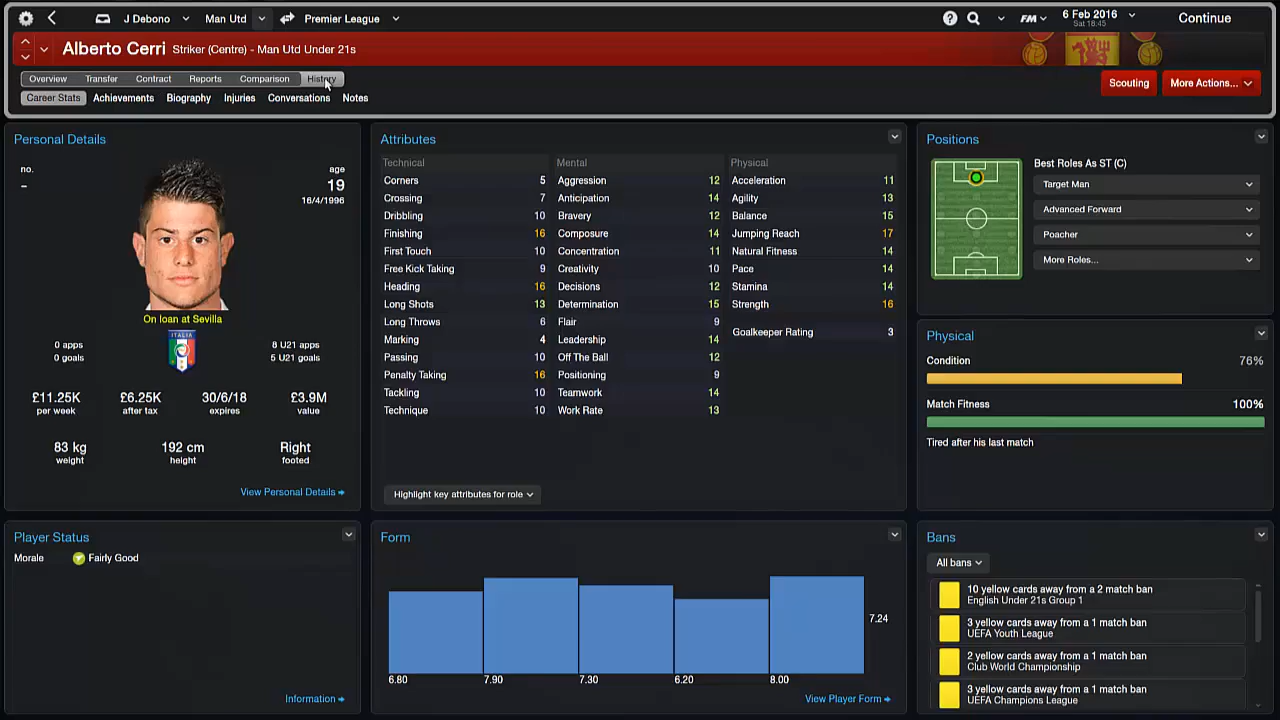 J Debono
Man Utd
Premier League
FM
6 Feb 2016
Sat 18:45
Continue
Alberto Cerri Striker (Centre) - Man Utd Under 21s
Overview Transfer Contract Reports Comparison History
Scouting
More Actions...
Career Stats Achievements Biography Injuries Conversations Notes
Personal Details
no.
-
age
19
16/4/1996
On loan at Sevilla
ITALIA
0 apps
0 goals
8 U21 apps
5 U21 goals
£11.25K
per week
£6.25K
after tax
30/6/18
expires
£3.9M
value
83 kg
weight
192 cm
height
Right
footed
View Personal Details
Attributes
Technical Mental Physical
Corners 5 Aggression 12 Acceleration 11
Crossing 7 Anticipation 14 Agility 13
Dribbling 10 Bravery 12 Balance 15
Finishing 16 Composure 14 Jumping Reach 17
First Touch 10 Concentration 11 Natural Fitness 14
Free Kick Taking 9 Creativity 10 Pace 14
Heading 16 Decisions 12 Stamina 14
Long Shots 13 Determination 15 Strength 16
Long Throws 6 Flair 9
Goalkeeper Rating 3
Marking 4 Leadership 14
Passing 10 Off The Ball 12
Penalty Taking 16 Positioning 9
Tackling 10 Teamwork 14
Technique 10 Work Rate 13
Highlight key attributes for role
Positions
Best Roles As ST (C)
Target Man
Advanced Forward
Poacher
More Roles...
Physical
Condition 76%
Match Fitness 100%
Tired after his last match
Player Status
Morale Fairly Good
Information
Form
7.24
6.80 7.90 7.30 6.20 8.00
View Player Form
Bans
All bans
10 yellow cards away from a 2 match ban
English Under 21s Group 1
3 yellow cards away from a 1 match ban
UEFA Youth League
2 yellow cards away from a 1 match ban
Club World Championship
3 yellow cards away from a 1 match ban
UEFA Champions League